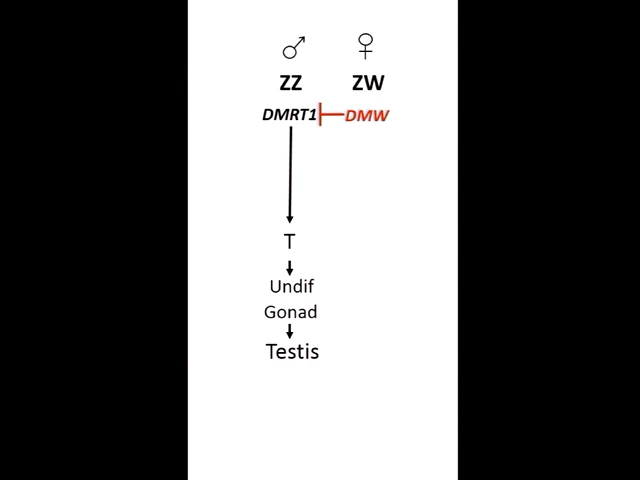 ♂ ♀
ZZ ZW
DMRT1 DMW
T
Undif
Gonad
Testis